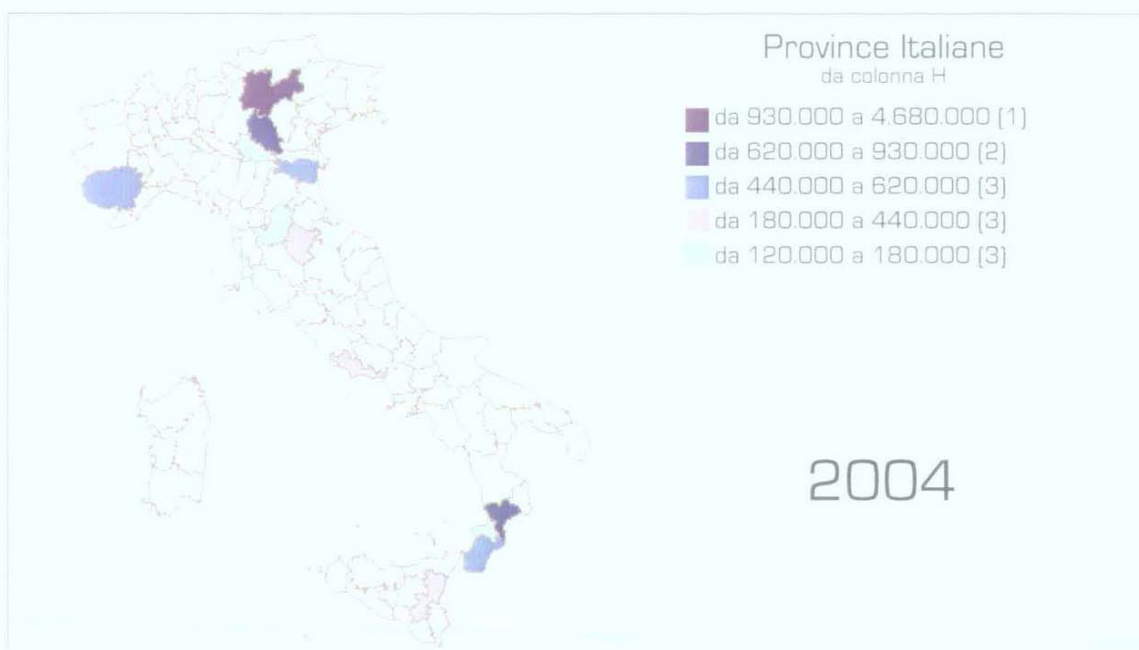 Province Italiane
da colonna H
da 930.000 a 4.680.000 (1)
da 620.000 a 930.000 (2)
da 440.000 a 620.000 (3)
da 180.000 a 440.000 (3)
da 120.000 a 180.000 (3)
2004